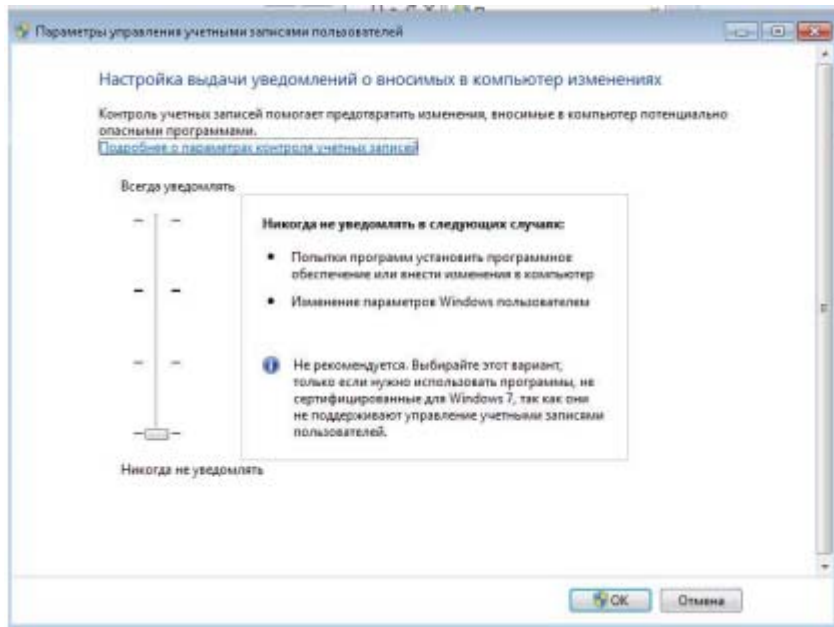 Параметры управления учетными записями пользователей
Настройка выдачи уведомлений о вносимых в компьютер изменениях
Контроль учетных записей помогает предотвратить изменения, вносимые в компьютер потенциально
опасными программами.
Подробнее о параметрах контроля учетных записей
Всегда уведомлять
Никогда не уведомлять в следующих случаях:
• Попытки программ установить программное
обеспечение или внести изменения в компьютер
• Изменение параметров Windows пользователем
Не рекомендуется. Выбирайте этот вариант,
только если нужно использовать программы, не
сертифицированные для Windows 7, так как они
не поддерживают управление учетными записями
пользователей.
Никогда не уведомлять
OK
Отмена